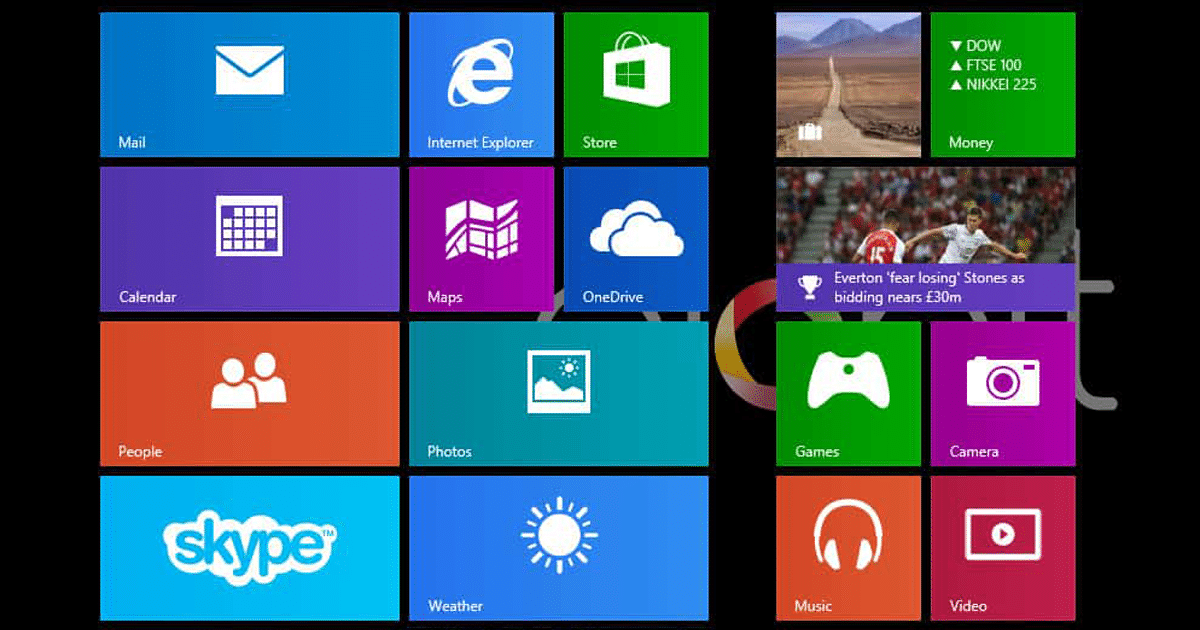 Mail
Internet Explorer
Store
▼ DOW
▲ FTSE 100
▲ NIKKEI 225
Money
Calendar
Maps
OneDrive
15
Everton 'fear losing' Stones as
bidding nears £30m
People
Photos
Games
Camera
skype™
Weather
Music
Video